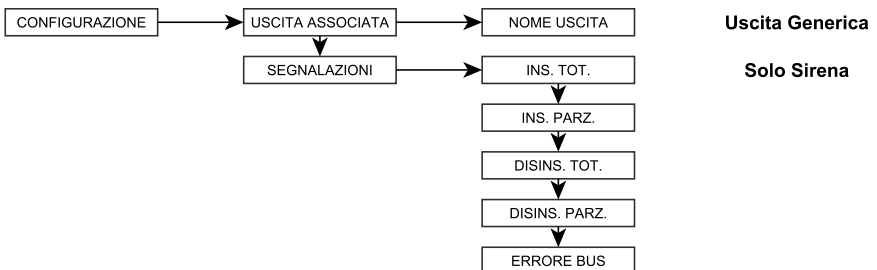 CONFIGURAZIONE
USCITA ASSOCIATA
NOME USCITA
Uscita Generica
SEGNALAZIONI
INS. TOT.
Solo Sirena
INS. PARZ.
DISINS. TOT.
DISINS. PARZ.
ERRORE BUS